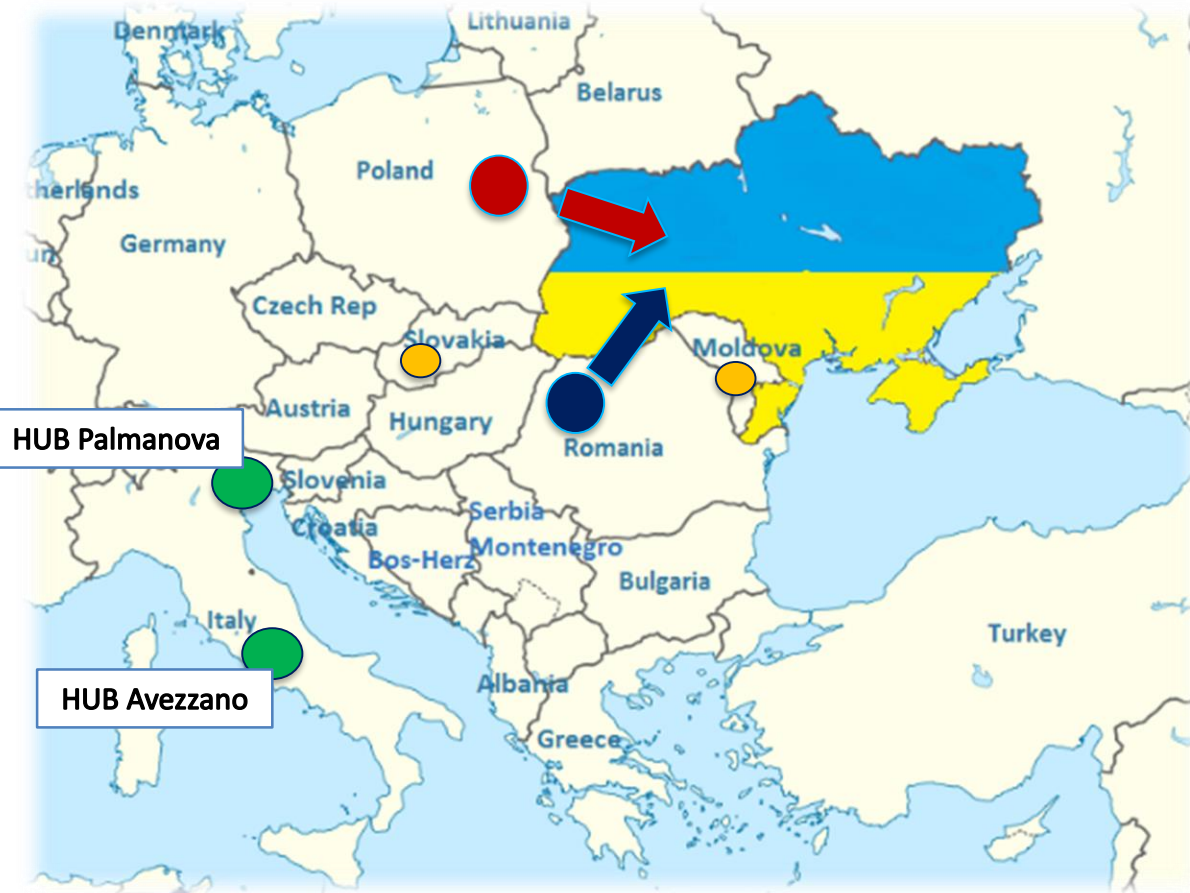 Denmark
Lithuania
Belarus
Poland
therlands
Germany
un
Czech Rep
Slovakia
Moldova
Austria
Hungary
HUB Palmanova
Romania
Slovenia
Serbia
Croatia
Montenegro
Bos-Herz
Bulgaria
Italy
Turkey
Albania
HUB Avezzano
Greece